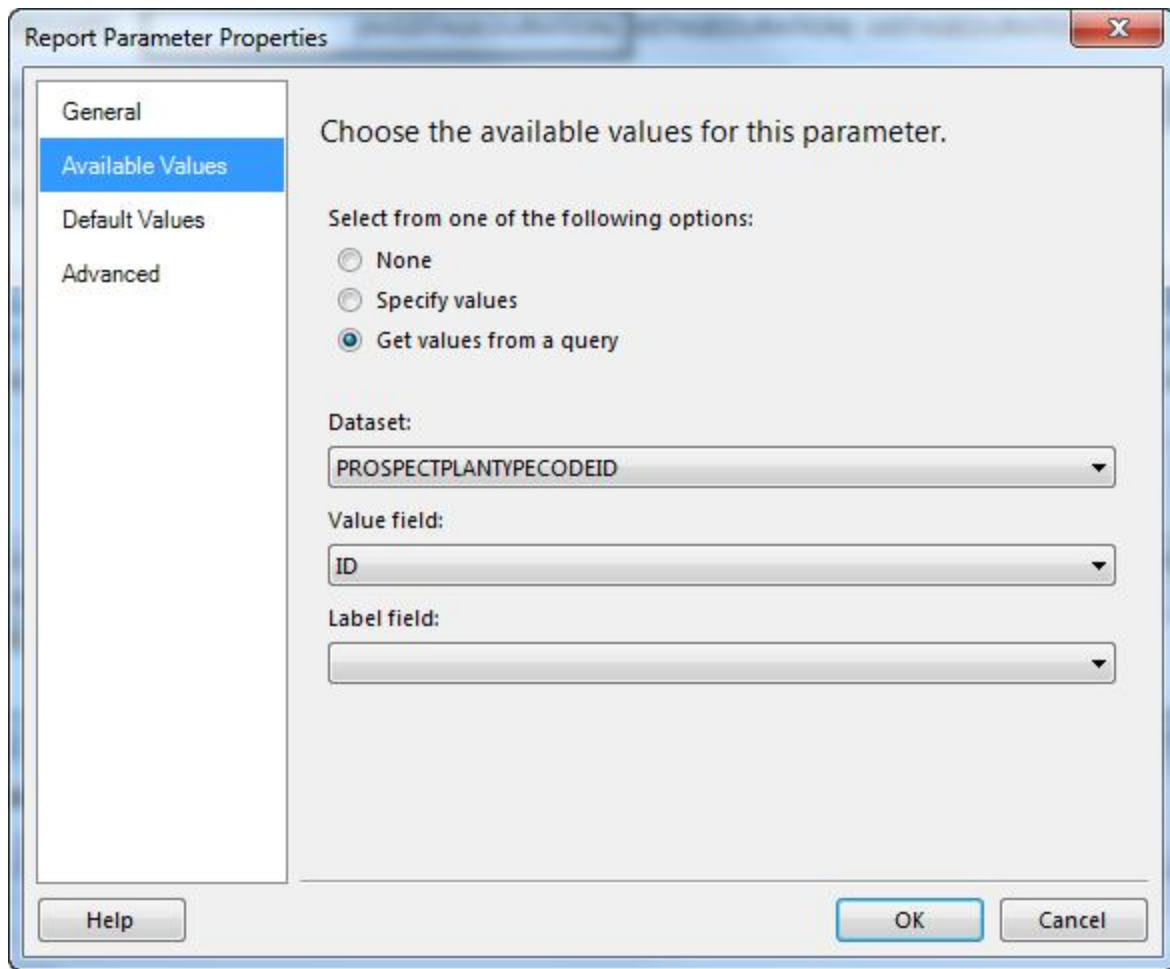 Report Parameter Properties
General
Available Values
Default Values
Advanced
Choose the available values for this parameter.
Select from one of the following options:
None
Specify values
Get values from a query
Dataset:
PROSPECTPLANTYPECODEID
Value field:
ID
Label field:
Help
OK
Cancel